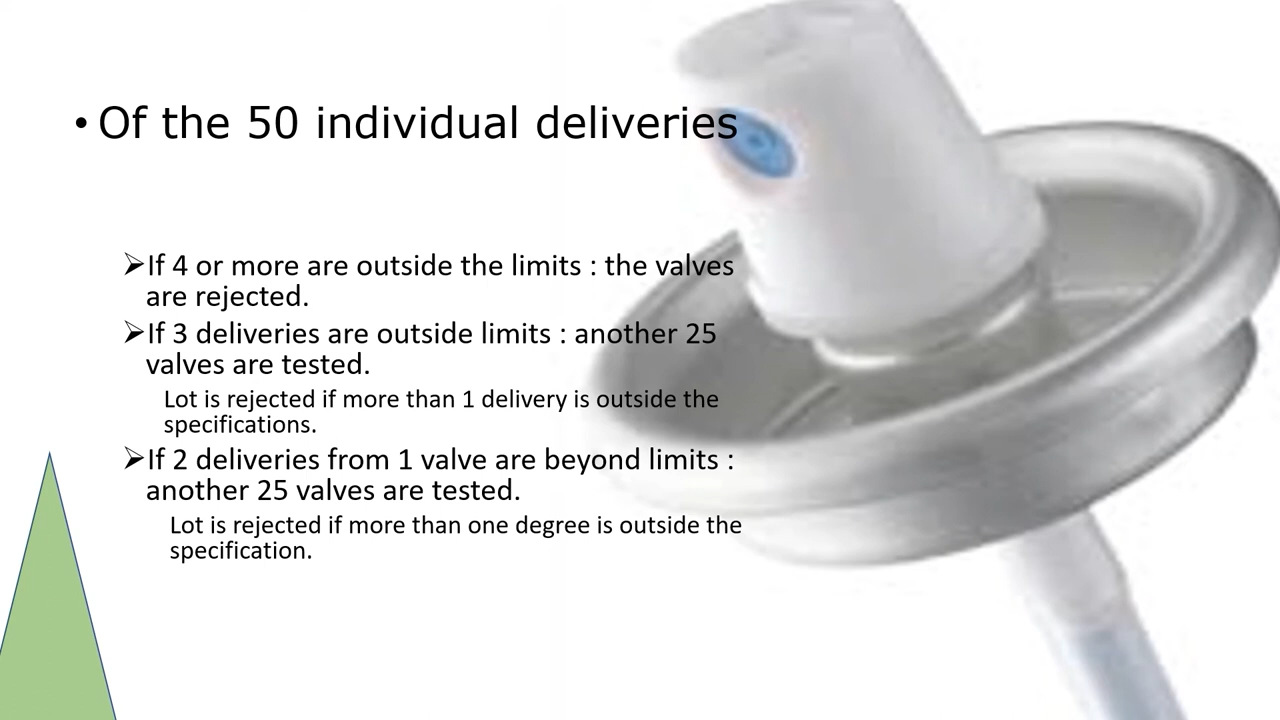 • Of the 50 individual deliveries
➢If 4 or more are outside the limits : the valves
are rejected.
➢If 3 deliveries are outside limits : another 25
valves are tested.
Lot is rejected if more than 1 delivery is outside the
specifications.
➢If 2 deliveries from 1 valve are beyond limits :
another 25 valves are tested.
Lot is rejected if more than one degree is outside the
specification.